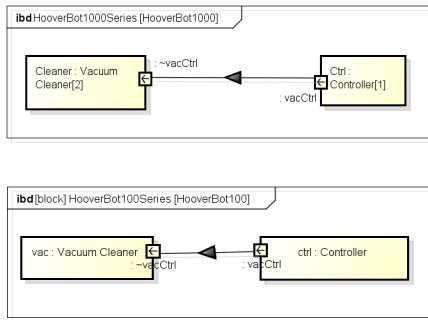 ibd HooverBot1000Series [HooverBot1000]
Cleaner : Vacuum
Cleaner[2]
: ~vacCtrl
Ctrl :
Controller[1]
: vacCtrl
ibd [block] HooverBot100Series [HooverBot100]
vac : Vacuum Cleaner
ctrl : Controller
: ~vacCtrl
: vacCtrl